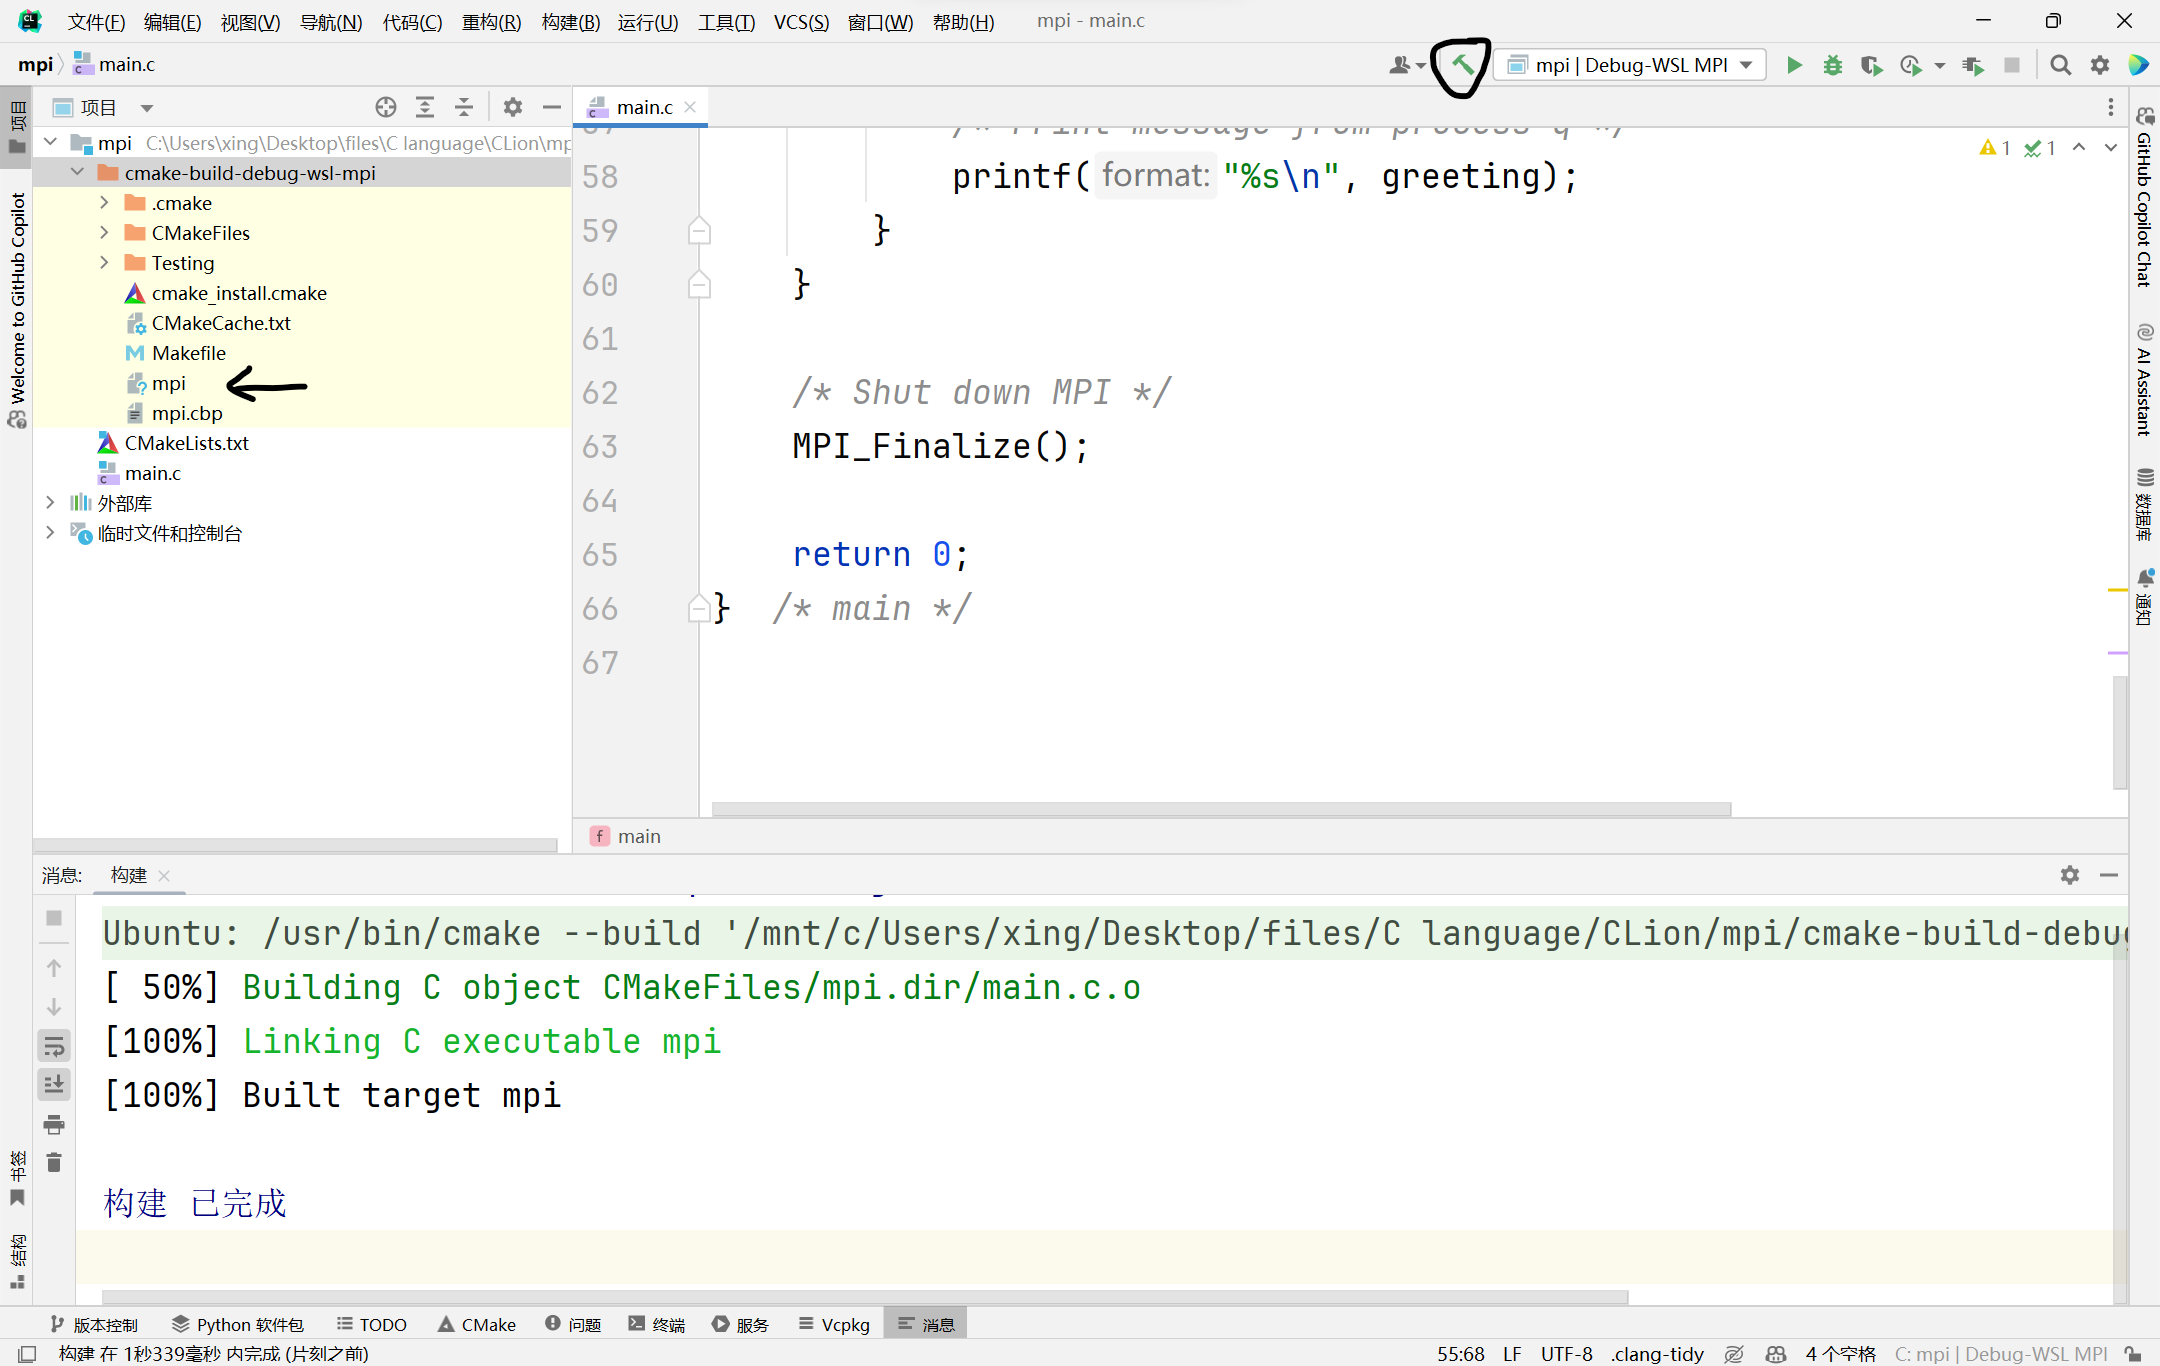 文件(F) 编辑(E) 视图(V) 导航(N) 代码(C) 重构(R) 构建(B) 运行(U) 工具(T) VCS(S) 窗口(W) 帮助(H) mpi - main.c
mpi main.c mpi | Debug-WSL MPI
项目
Welcome to GitHub Copilot
书签
结构
项目
mpi C:\Users\xing\Desktop\files\C language\CLion\mp
cmake-build-debug-wsl-mpi
.cmake
CMakeFiles
Testing
cmake_install.cmake
CMakeCache.txt
Makefile
mpi
mpi.cbp
CMakeLists.txt
main.c
外部库
临时文件和控制台
main.c
1 1
/* Print message from process q */
58 printf( format: "%s\n", greeting);
59 }
60 }
61
62 /* Shut down MPI */
63 MPI_Finalize();
64
65 return 0;
66 } /* main */
67
f main
GitHub Copilot Chat
AI Assistant
数据库
通知
消息: 构建
Ubuntu: /usr/bin/cmake --build '/mnt/c/Users/xing/Desktop/files/C language/CLion/mpi/cmake-build-debug
[ 50%] Building C object CMakeFiles/mpi.dir/main.c.o
[100%] Linking C executable mpi
[100%] Built target mpi
构建 已完成
版本控制 Python 软件包 TODO CMake 问题 终端 服务 Vcpkg 消息
构建 在 1秒339毫秒 内完成 (片刻之前) 55:68 LF UTF-8 .clang-tidy 4 个空格 C: mpi | Debug-WSL MPI